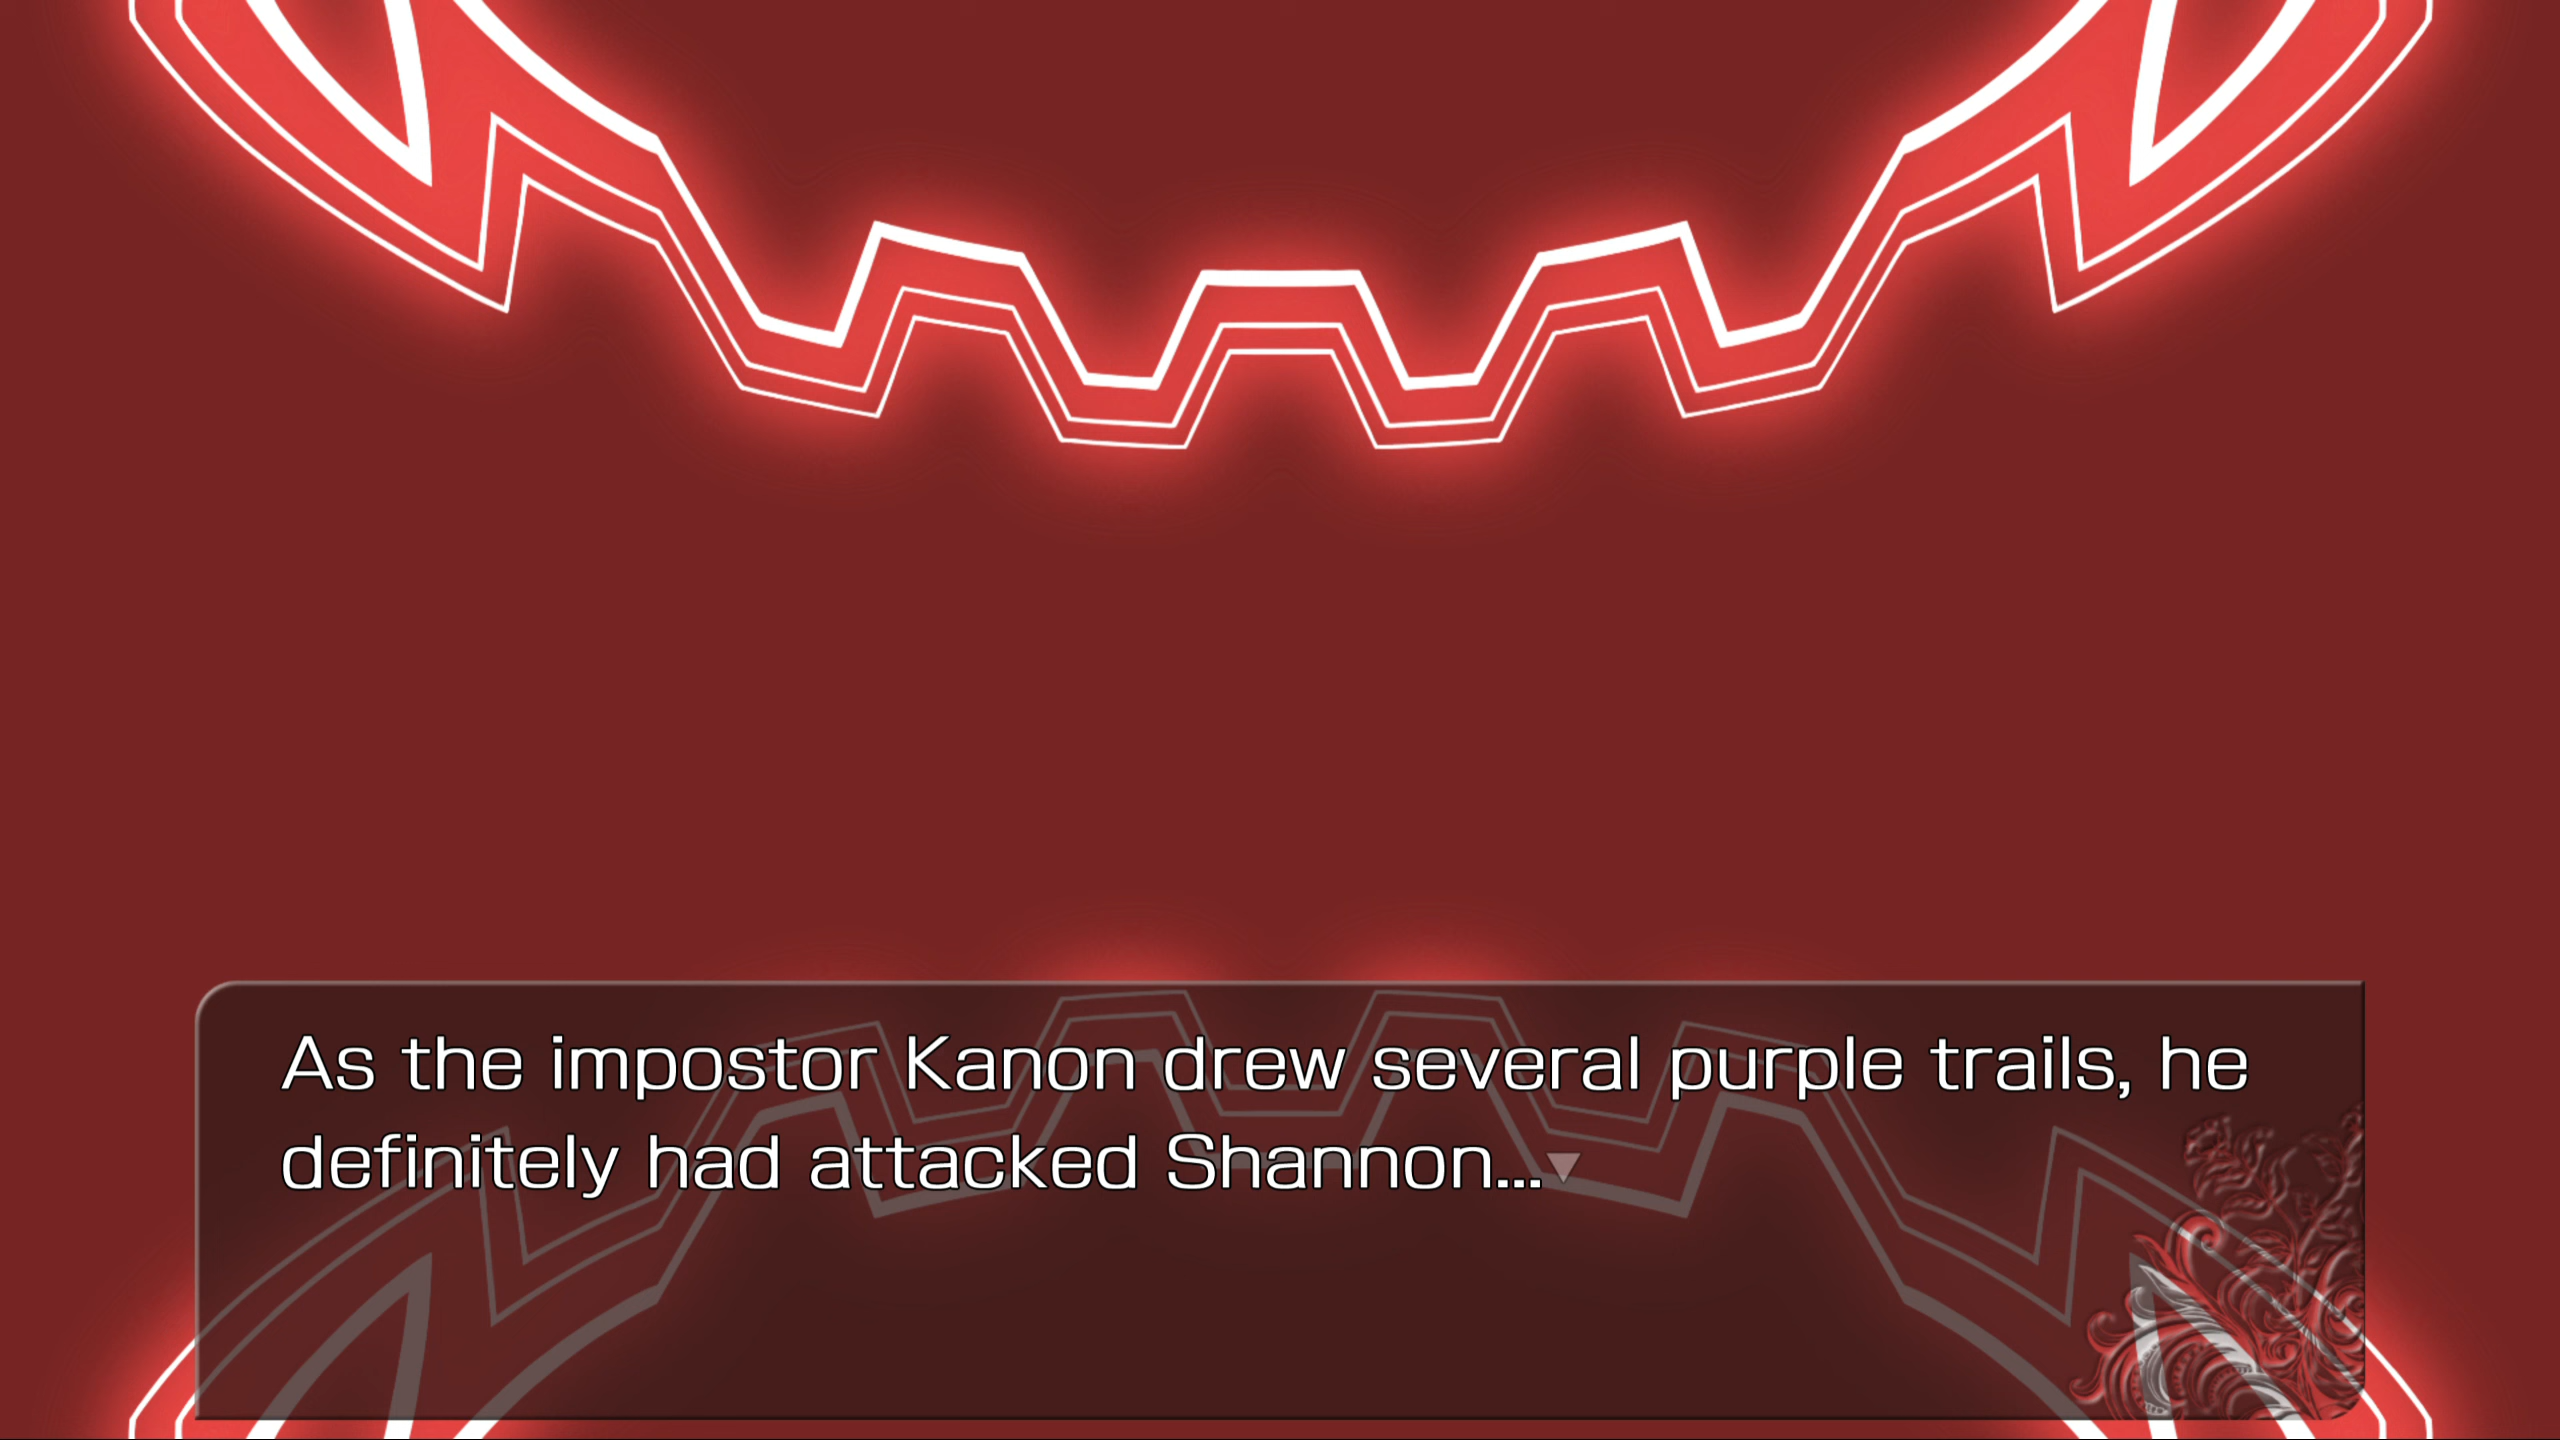 As the impostor Kanon drew several purple trails, he
definitely had attacked Shannon...